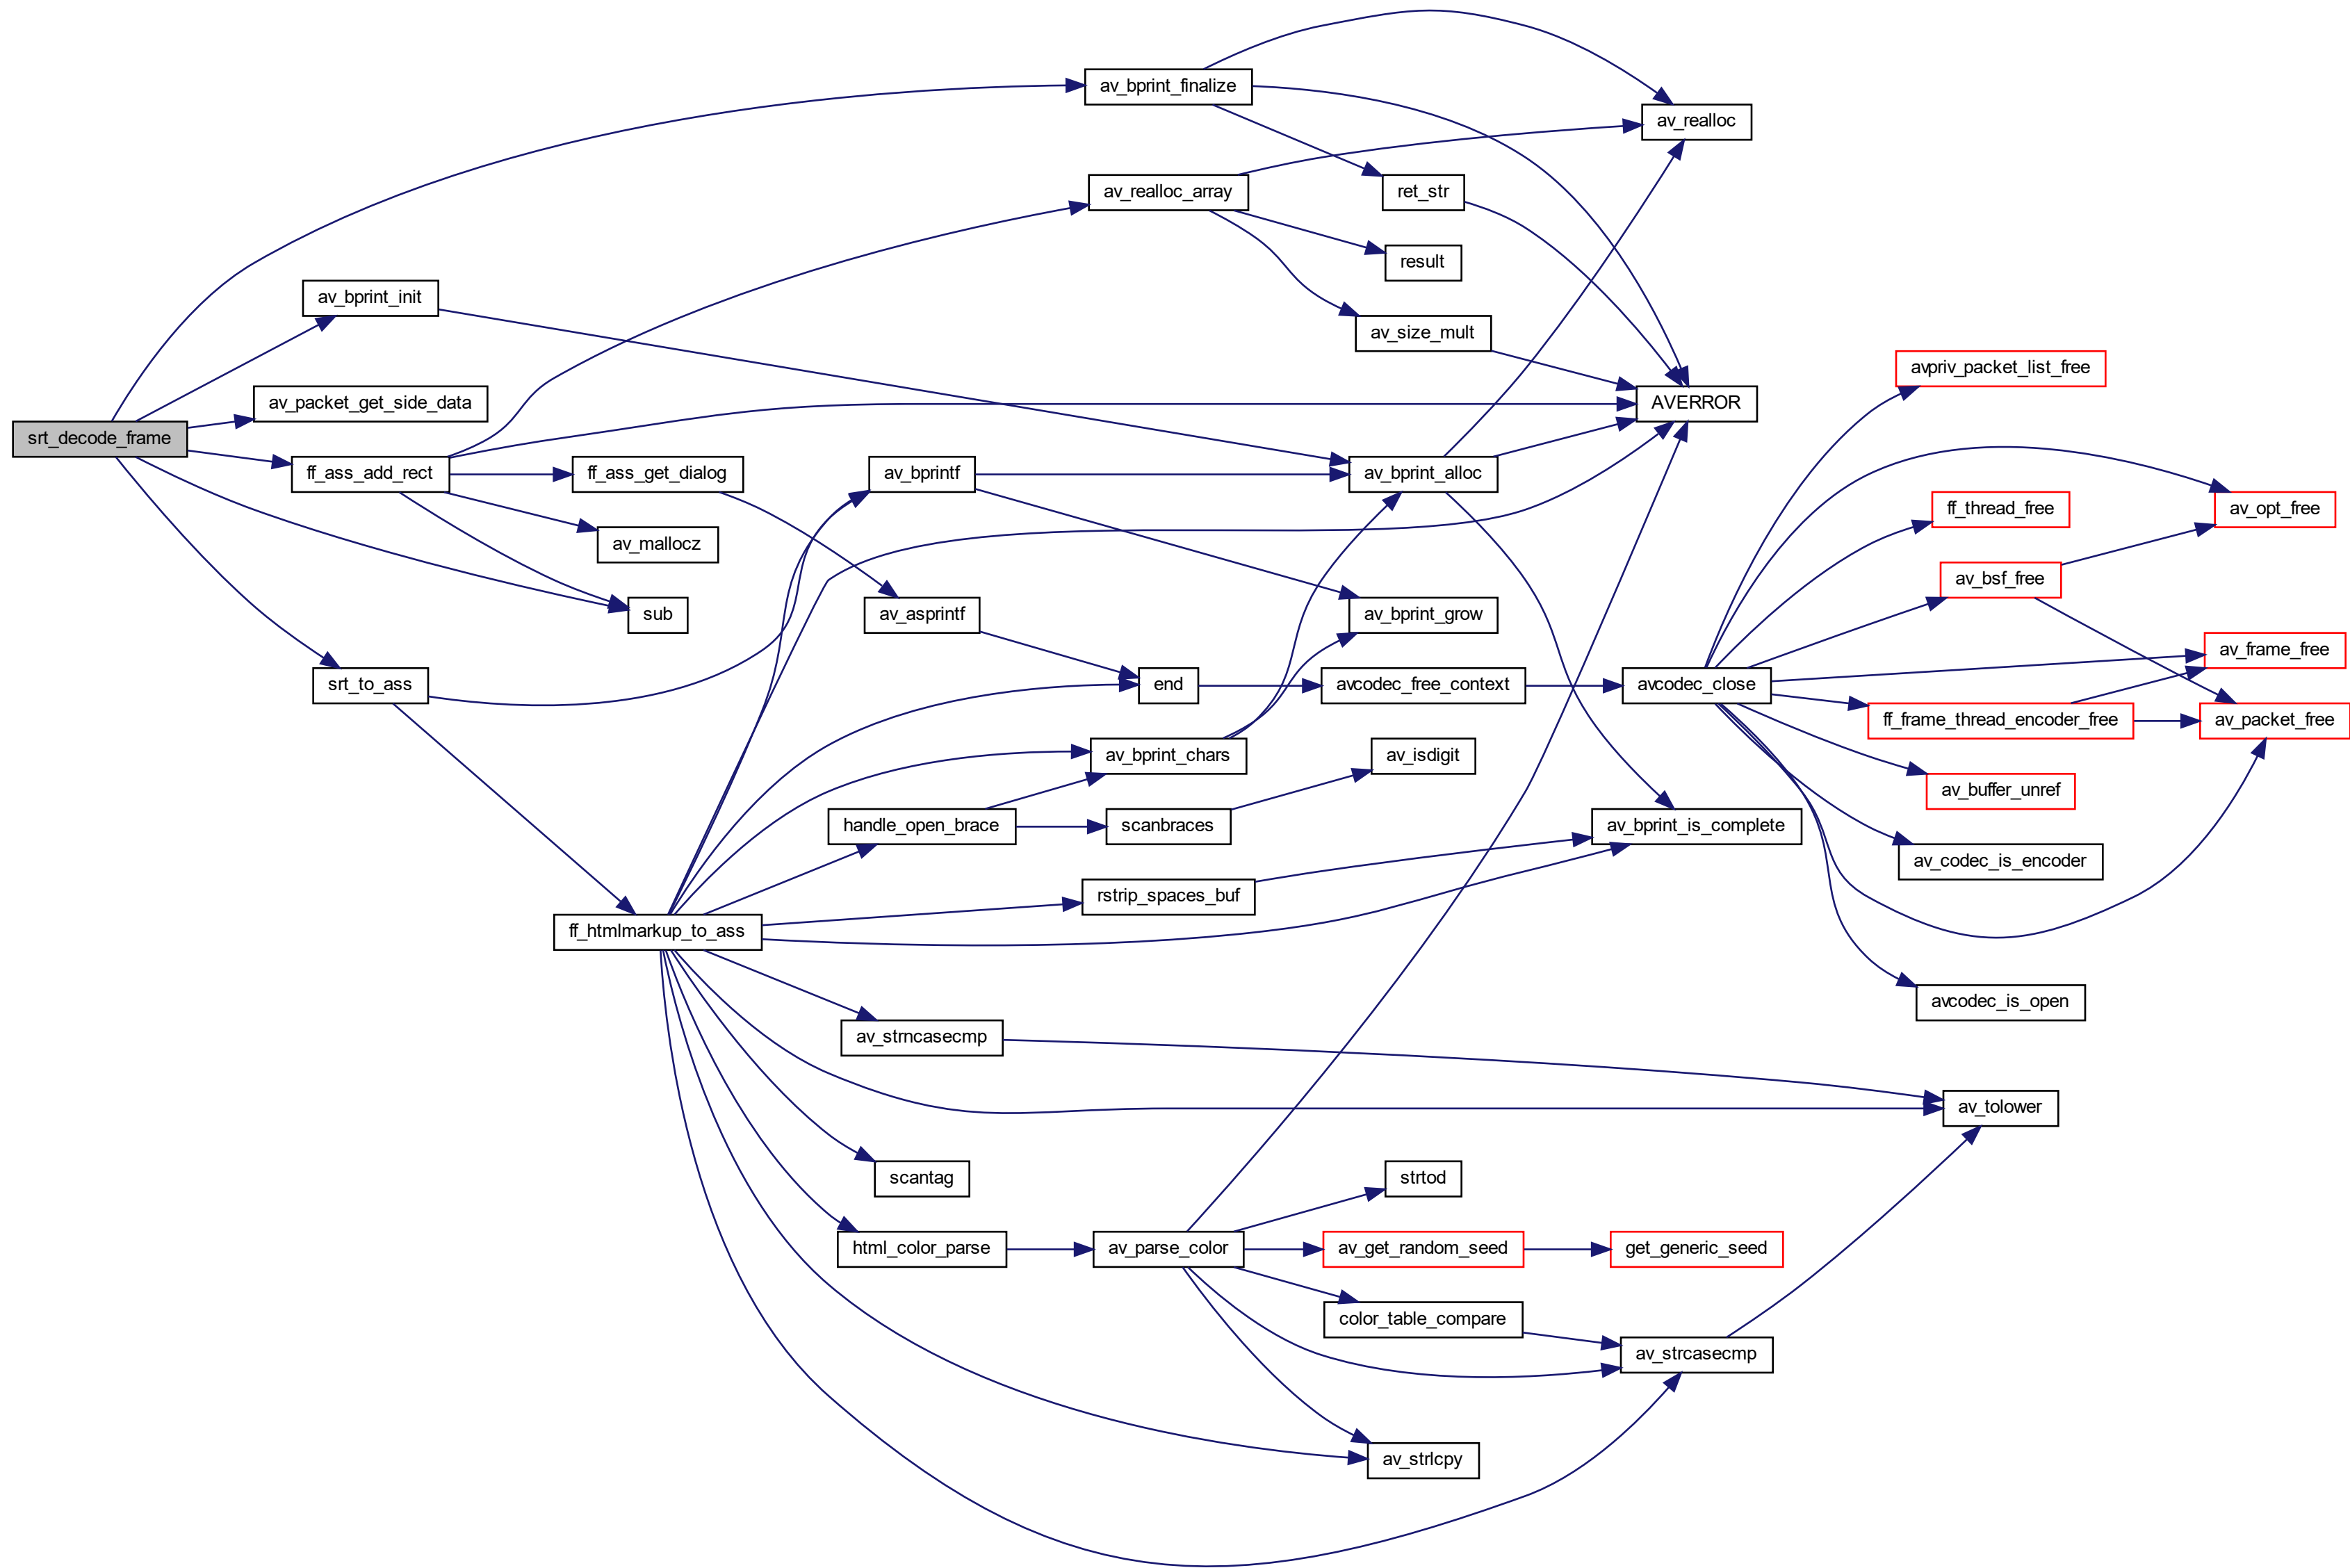 srt_decode_frame
av_bprint_finalize
av_realloc
av_realloc_array
ret_str
result
av_bprint_init
av_size_mult
av_packet_get_side_data
AVERROR
avpriv_packet_list_free
ff_ass_add_rect
ff_ass_get_dialog
av_bprintf
av_bprint_alloc
ff_thread_free
av_opt_free
av_mallocz
av_bsf_free
sub
av_asprintf
av_bprint_grow
av_frame_free
srt_to_ass
end
avcodec_free_context
avcodec_close
ff_frame_thread_encoder_free
av_packet_free
av_bprint_chars
av_isdigit
av_buffer_unref
handle_open_brace
scanbraces
av_bprint_is_complete
av_codec_is_encoder
rstrip_spaces_buf
ff_htmlmarkup_to_ass
avcodec_is_open
av_strncasecmp
av_tolower
scantag
strtod
html_color_parse
av_parse_color
av_get_random_seed
get_generic_seed
color_table_compare
av_strcasecmp
av_strlcpy